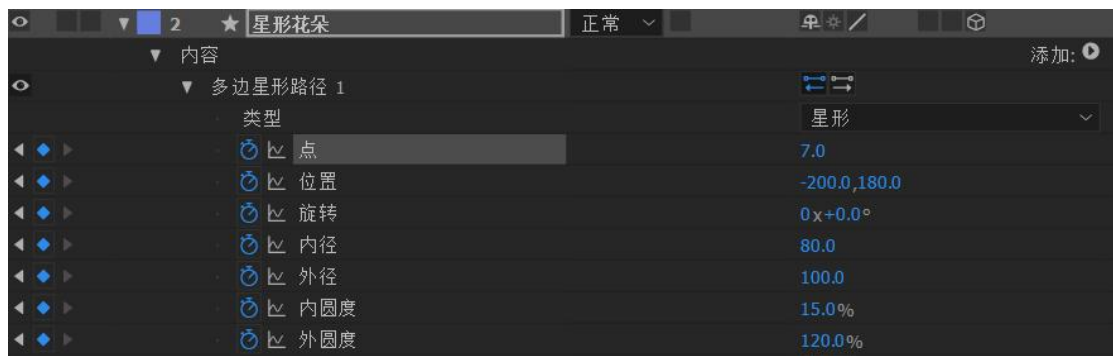 2 星形花朵 正常
内容 添加:
多边星形路径 1
类型 星形
点 7.0
位置 -200.0,180.0
旋转 0x+0.0°
内径 80.0
外径 100.0
内圆度 15.0%
外圆度 120.0%